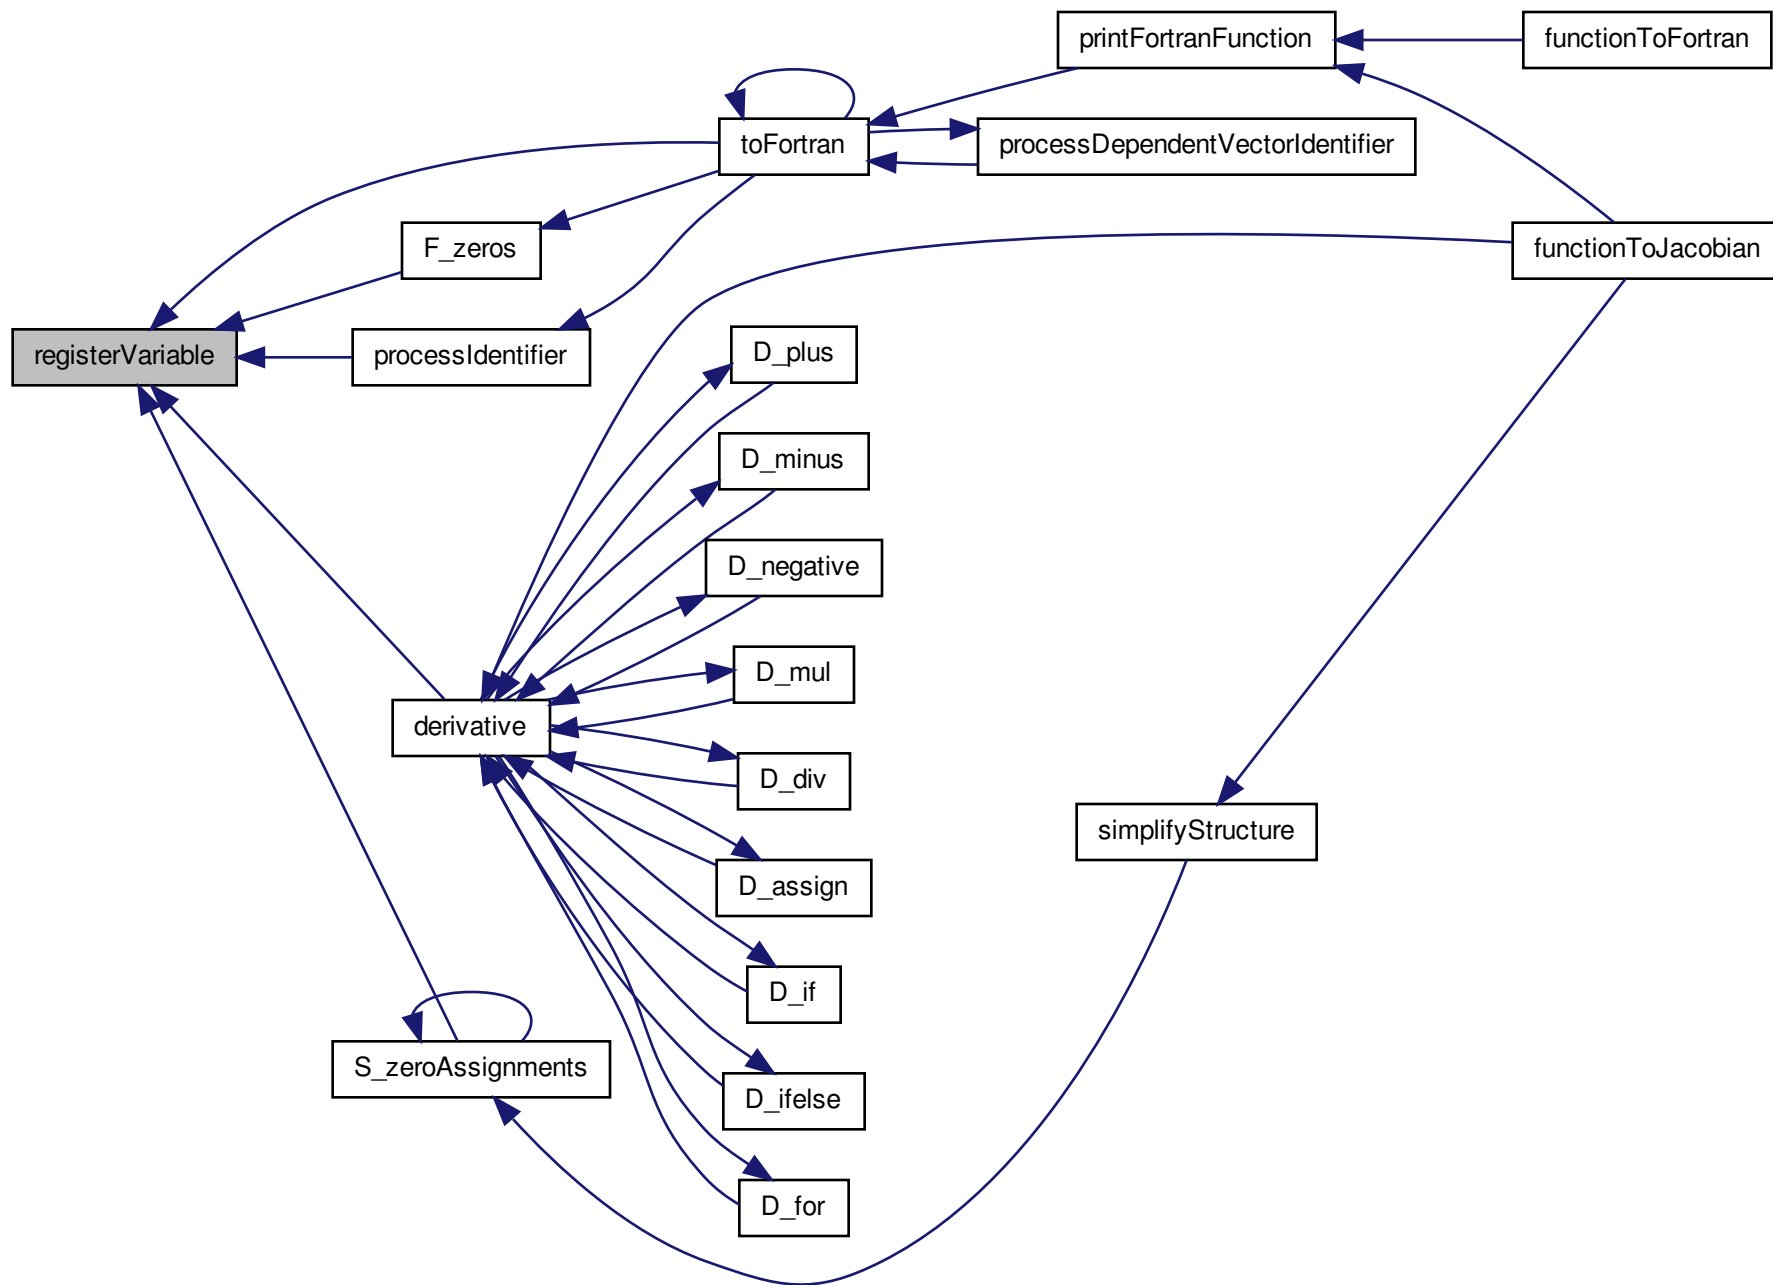 printFortranFunction
functionToFortran
toFortran
processDependentVectorIdentifier
F_zeros
functionToJacobian
registerVariable
processIdentifier
D_plus
D_minus
D_negative
D_mul
derivative
D_div
simplifyStructure
D_assign
D_if
S_zeroAssignments
D_ifelse
D_for